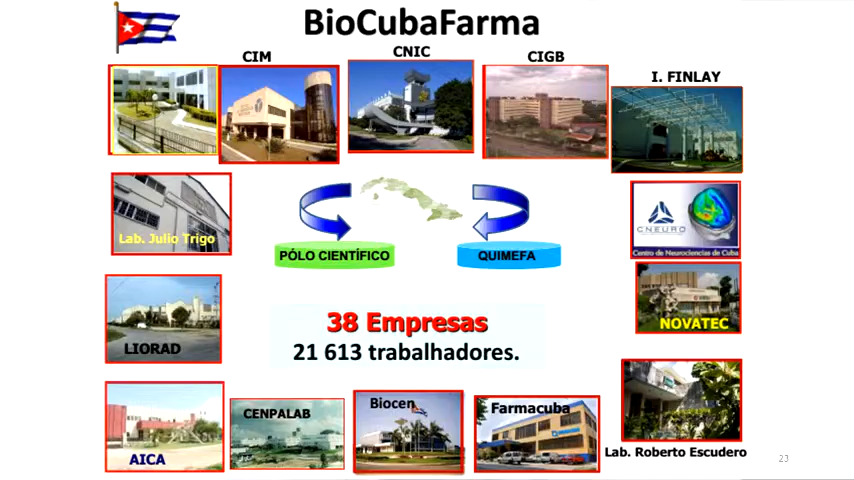 BioCubaFarma
CIM
CNIC
CIGB
I. FINLAY
Lab. Julio Trigo
CNEURO
Centro de Neurociencias de Cuba
PÓLO CIENTÍFICO
QUIMEFA
LIORAD
NOVATEC
38 Empresas
21 613 trabalhadores.
AICA
CENPALAB
Biocen
Farmacuba
Lab. Roberto Escudero
23